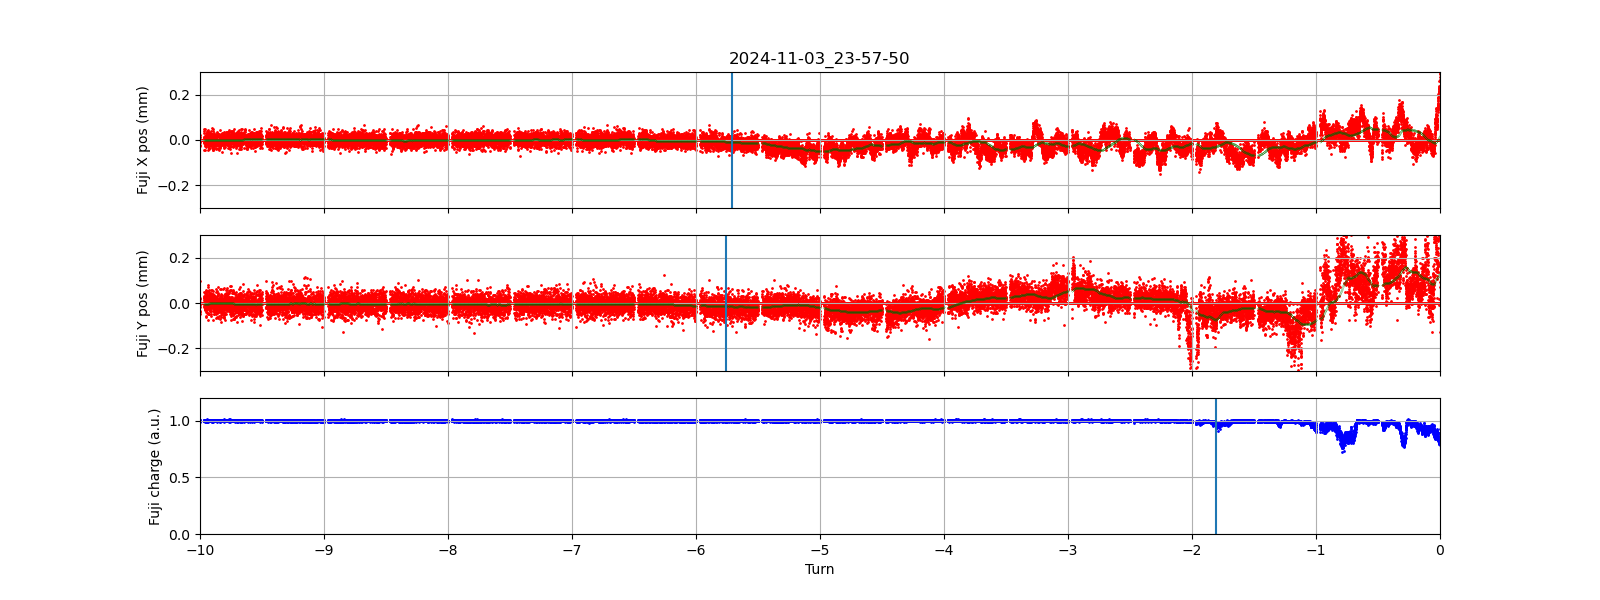 2024-11-03_23-57-50
Fuji X pos (mm)
0.2
0.0
−0.2
Fuji Y pos (mm)
0.2
0.0
−0.2
Fuji charge (a.u.)
1.0
0.5
0.0
−10 −9 −8 −7 −6 −5 −4 −3 −2 −1 0
Turn